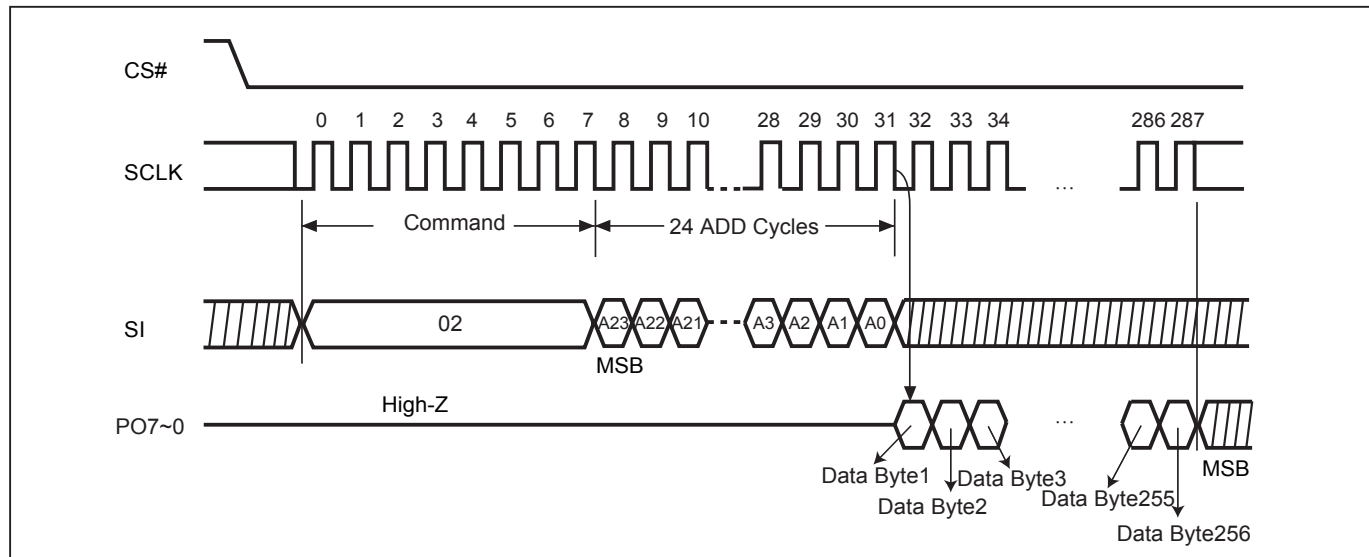 CS#
0 1 2 3 4 5 6 7 8 9 10 28 29 30 31 32 33 34 286 287
SCLK
...
Command 24 ADD Cycles
SI
02 A23 A22 A21 A3 A2 A1 A0
MSB
High-Z
PO7~0
...
Data Byte1 Data Byte2 Data Byte3 Data Byte255 Data Byte256
MSB